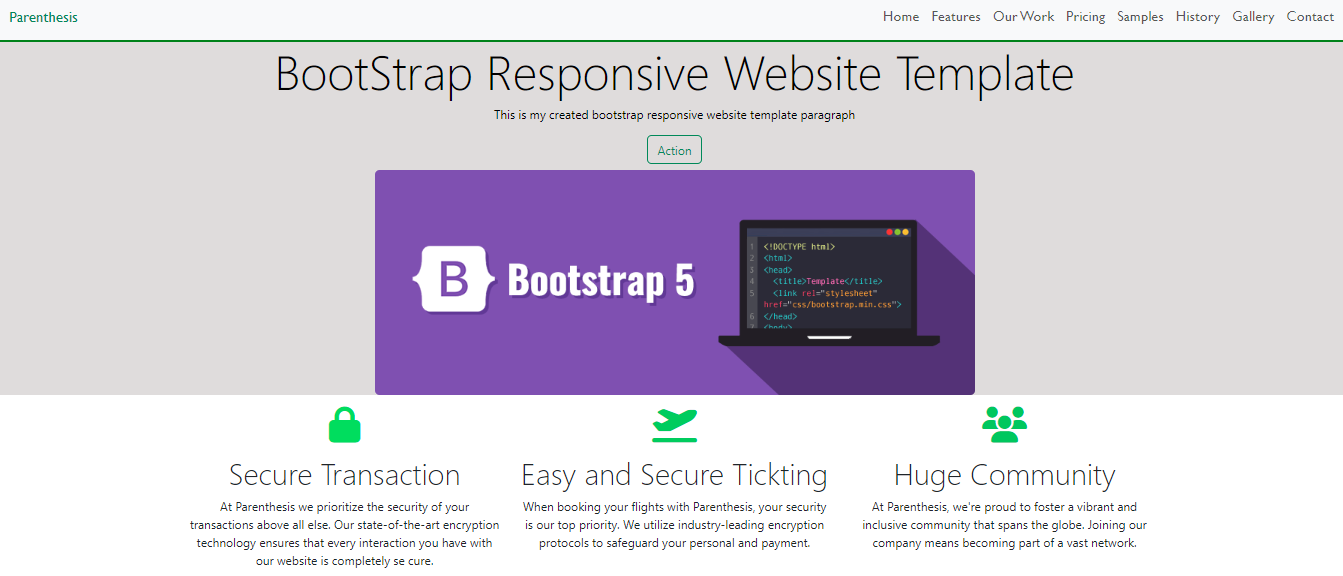 Parenthesis Home Features Our Work Pricing Samples History Gallery Contact
BootStrap Responsive Website Template
This is my created bootstrap responsive website template paragraph
Action
B Bootstrap 5
1 <!DOCTYPE html>
2 <html>
3 <head>
4 <title>Template</title>
5 <link rel="stylesheet"
href="css/bootstrap.min.css">
6 </head>
7 <body>
Secure Transaction
At Parenthesis we prioritize the security of your
transactions above all else. Our state-of-the-art encryption
technology ensures that every interaction you have with
our website is completely se cure.
Easy and Secure Tickting
When booking your flights with Parenthesis, your security
is our top priority. We utilize industry-leading encryption
protocols to safeguard your personal and payment.
Huge Community
At Parenthesis, we're proud to foster a vibrant and
inclusive community that spans the globe. Joining our
company means becoming part of a vast network.